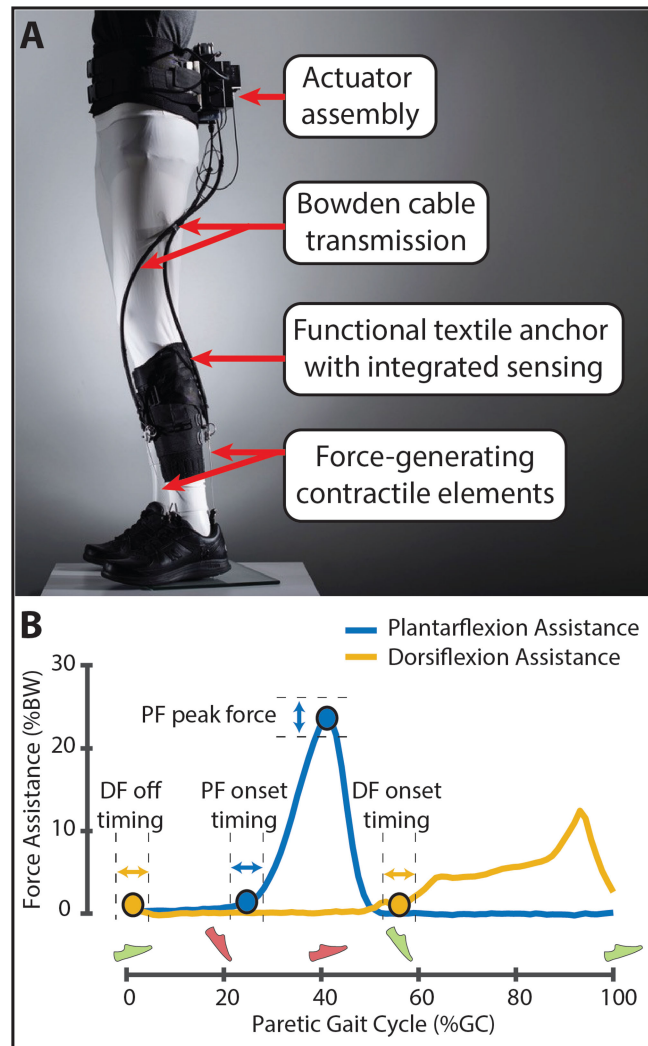 A
Actuator
assembly
Bowden cable
transmission
Functional textile anchor
with integrated sensing
Force-generating
contractile elements
B
Plantarflexion Assistance
Dorsiflexion Assistance
Force Assistance (%BW)
30
20
10
0
PF peak force
DF off
timing
PF onset
timing
DF onset
timing
0 20 40 60 80 100
Paretic Gait Cycle (%GC)